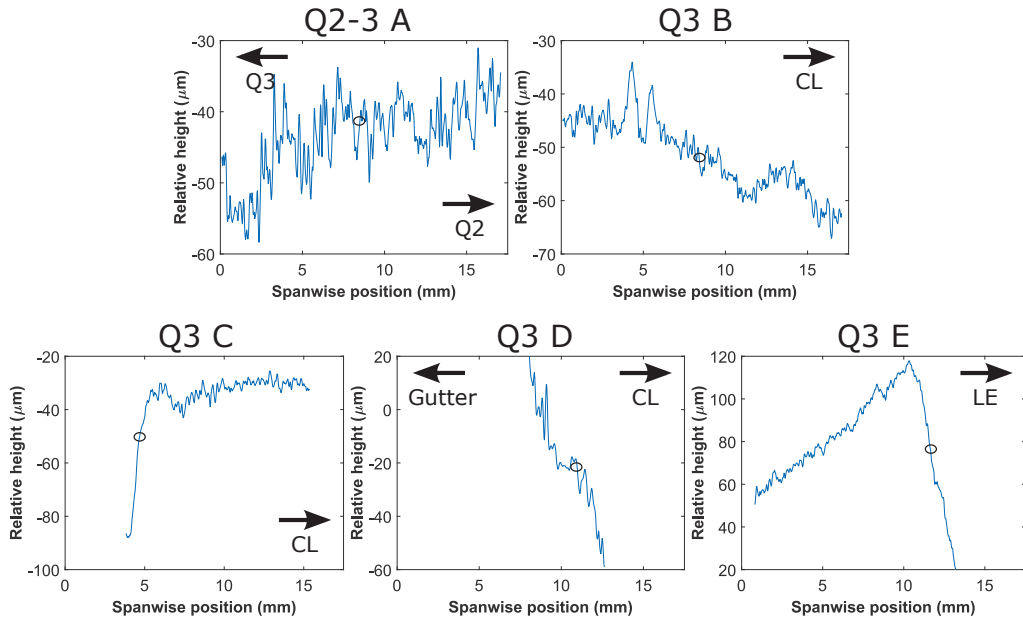 Q2-3 A
Q3 B
Relative height (μm)
-30
-40
-50
-60
0
5
10
15
Spanwise position (mm)
Q3
Q2
Relative height (μm)
-30
-40
-50
-60
-70
0
5
10
15
Spanwise position (mm)
CL
Q3 C
Q3 D
Q3 E
Relative height (μm)
-20
-40
-60
-80
-100
0
5
10
15
Spanwise position (mm)
CL
Relative height (μm)
20
0
-20
-40
-60
0
5
10
15
Spanwise position (mm)
Gutter
CL
Relative height (μm)
120
100
80
60
40
20
0
5
10
15
Spanwise position (mm)
LE